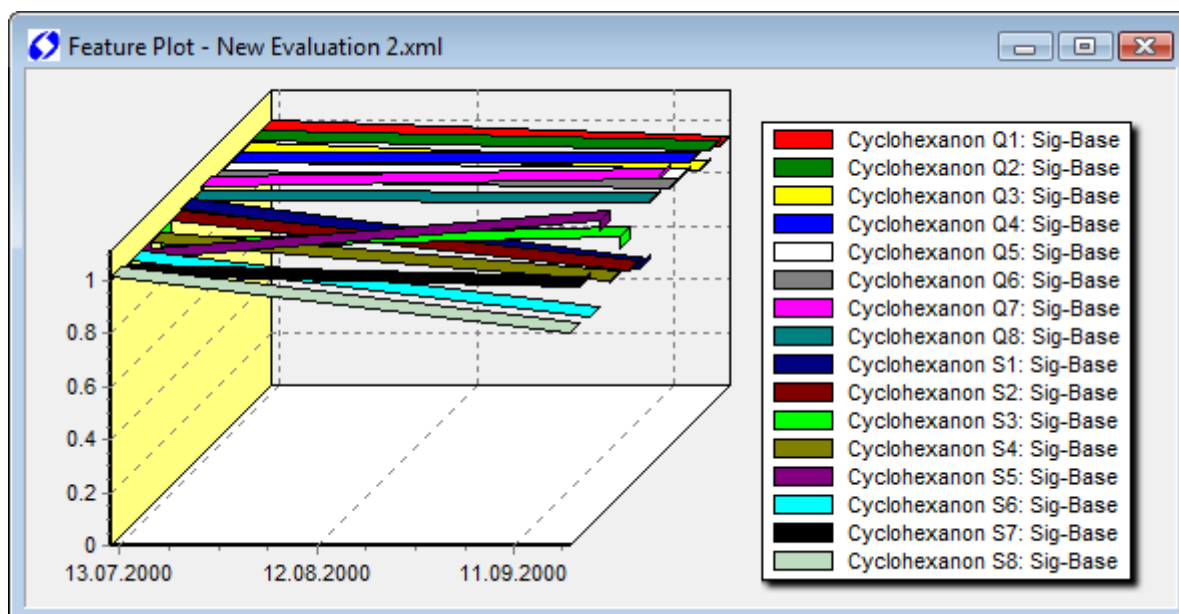 Feature Plot - New Evaluation 2.xml
1
0.8
0.6
0.4
0.2
0
13.07.2000
12.08.2000
11.09.2000
Cyclohexanon Q1: Sig-Base
Cyclohexanon Q2: Sig-Base
Cyclohexanon Q3: Sig-Base
Cyclohexanon Q4: Sig-Base
Cyclohexanon Q5: Sig-Base
Cyclohexanon Q6: Sig-Base
Cyclohexanon Q7: Sig-Base
Cyclohexanon Q8: Sig-Base
Cyclohexanon S1: Sig-Base
Cyclohexanon S2: Sig-Base
Cyclohexanon S3: Sig-Base
Cyclohexanon S4: Sig-Base
Cyclohexanon S5: Sig-Base
Cyclohexanon S6: Sig-Base
Cyclohexanon S7: Sig-Base
Cyclohexanon S8: Sig-Base